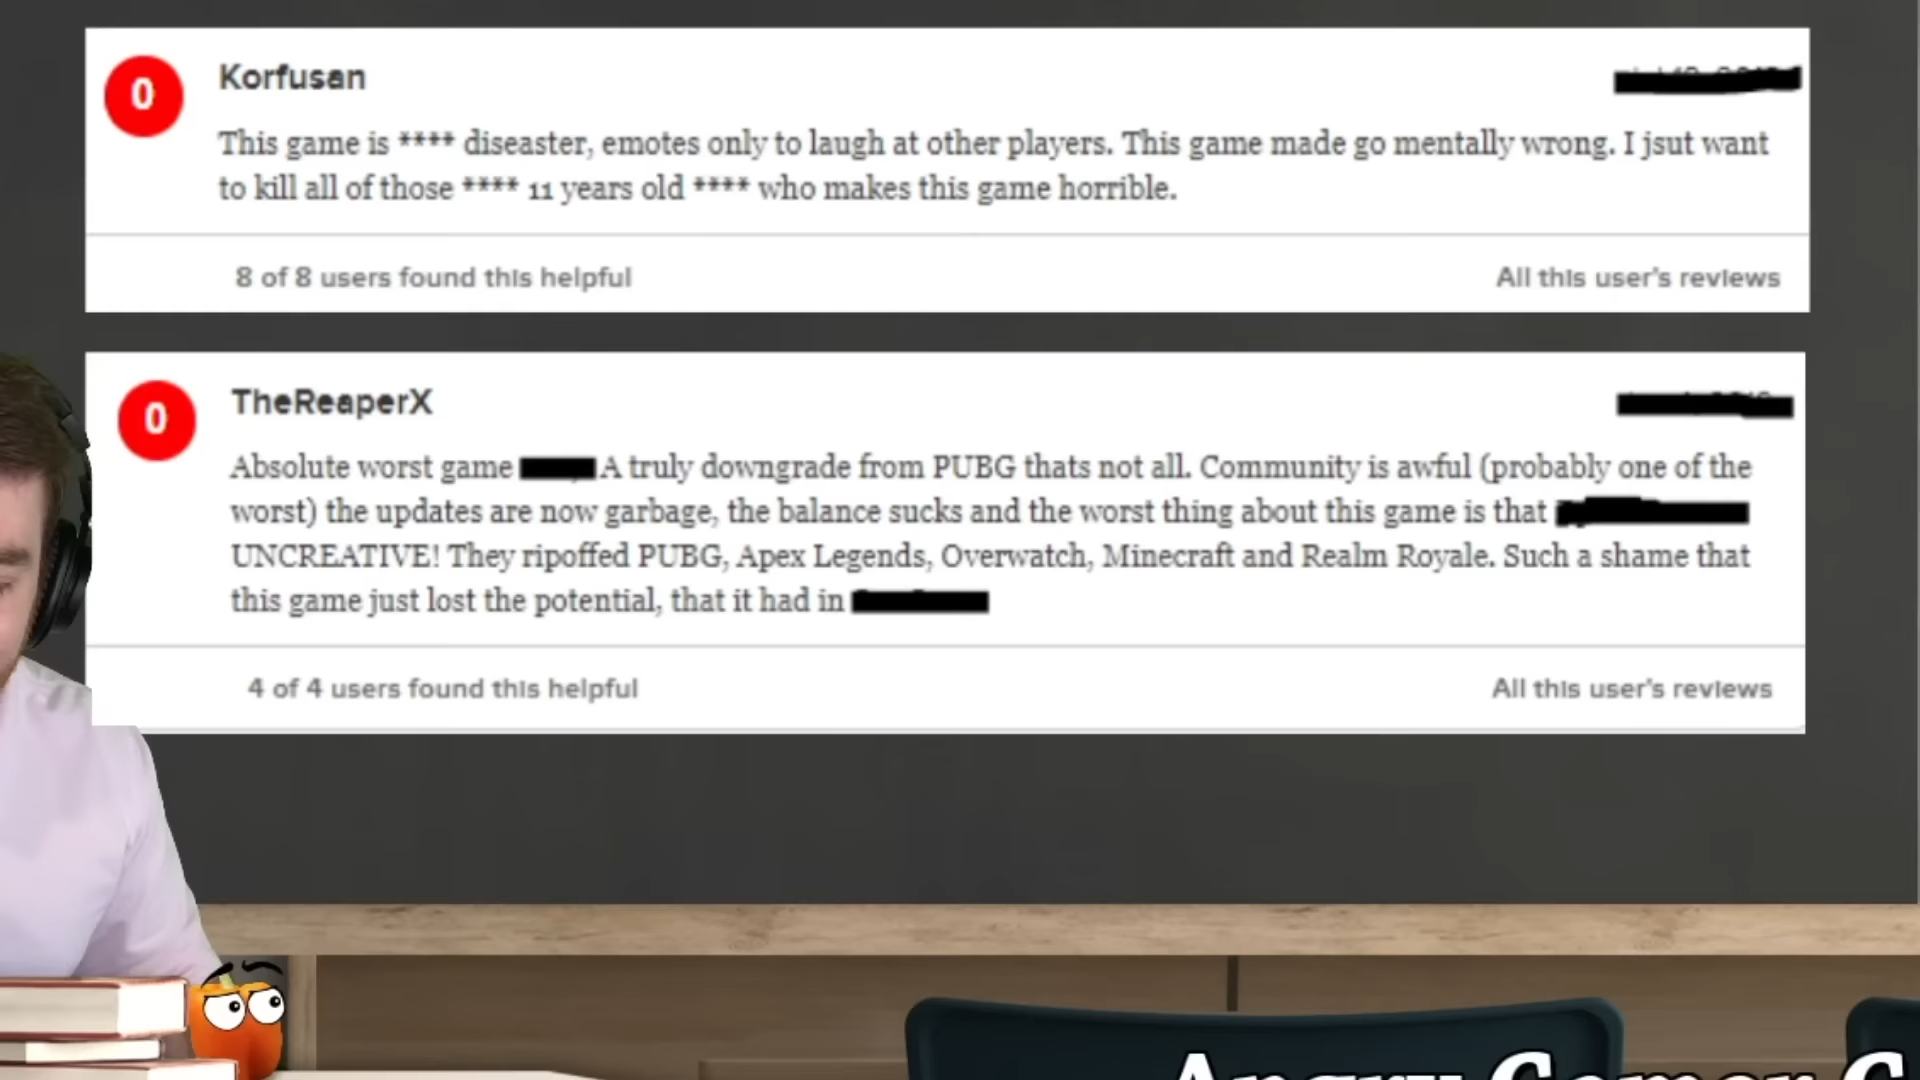 0 Korfusan
This game is **** diseaster, emotes only to laugh at other players. This game made go mentally wrong. I jsut want
to kill all of those **** 11 years old **** who makes this game horrible.
8 of 8 users found this helpful All this user's reviews
0 TheReaperX
Absolute worst game A truly downgrade from PUBG thats not all. Community is awful (probably one of the
worst) the updates are now garbage, the balance sucks and the worst thing about this game is that
UNCREATIVE! They ripoffed PUBG, Apex Legends, Overwatch, Minecraft and Realm Royale. Such a shame that
this game just lost the potential, that it had in
4 of 4 users found this helpful All this user's reviews
Angry Gamer